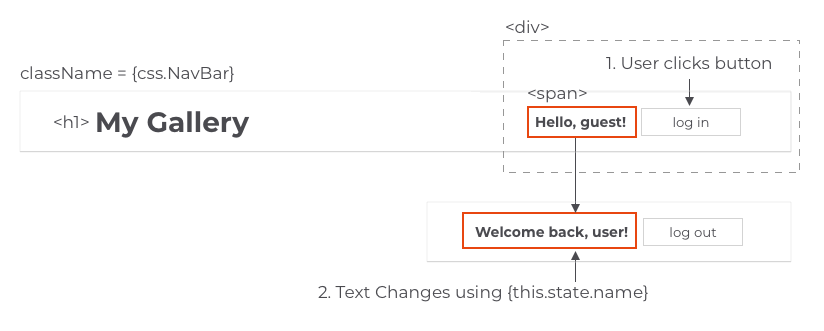 <div>
1. User clicks button
className = {css.NavBar}
<span>
<h1> My Gallery
Hello, guest!
log in
Welcome back, user!
log out
2. Text Changes using {this.state.name}